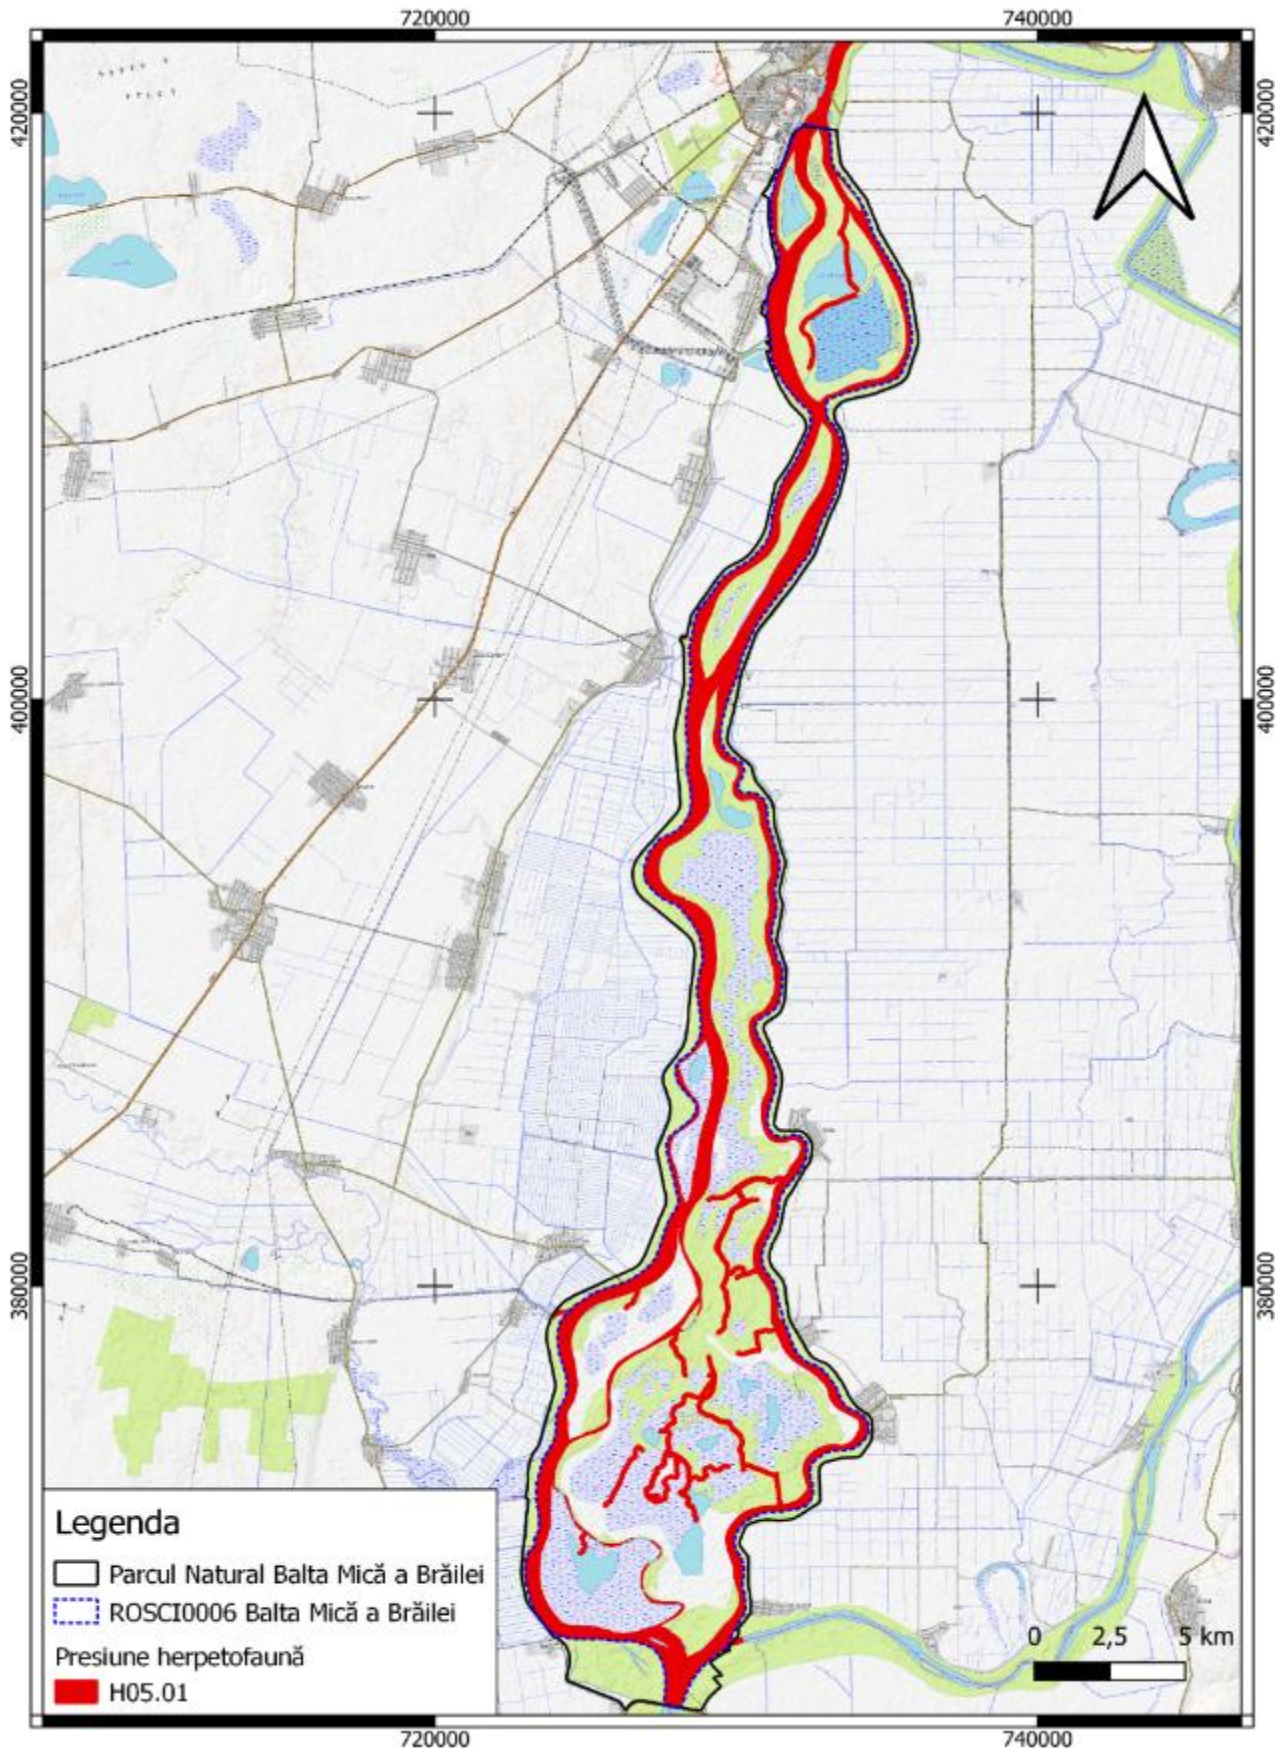 720000 740000
420000 420000
400000 400000
380000 380000
Legenda
Parcul Natural Balta Mică a Brăilei
ROSCI0006 Balta Mică a Brăilei
Presiune herpetofaună
H05.01
0 2,5 5 km
720000 740000